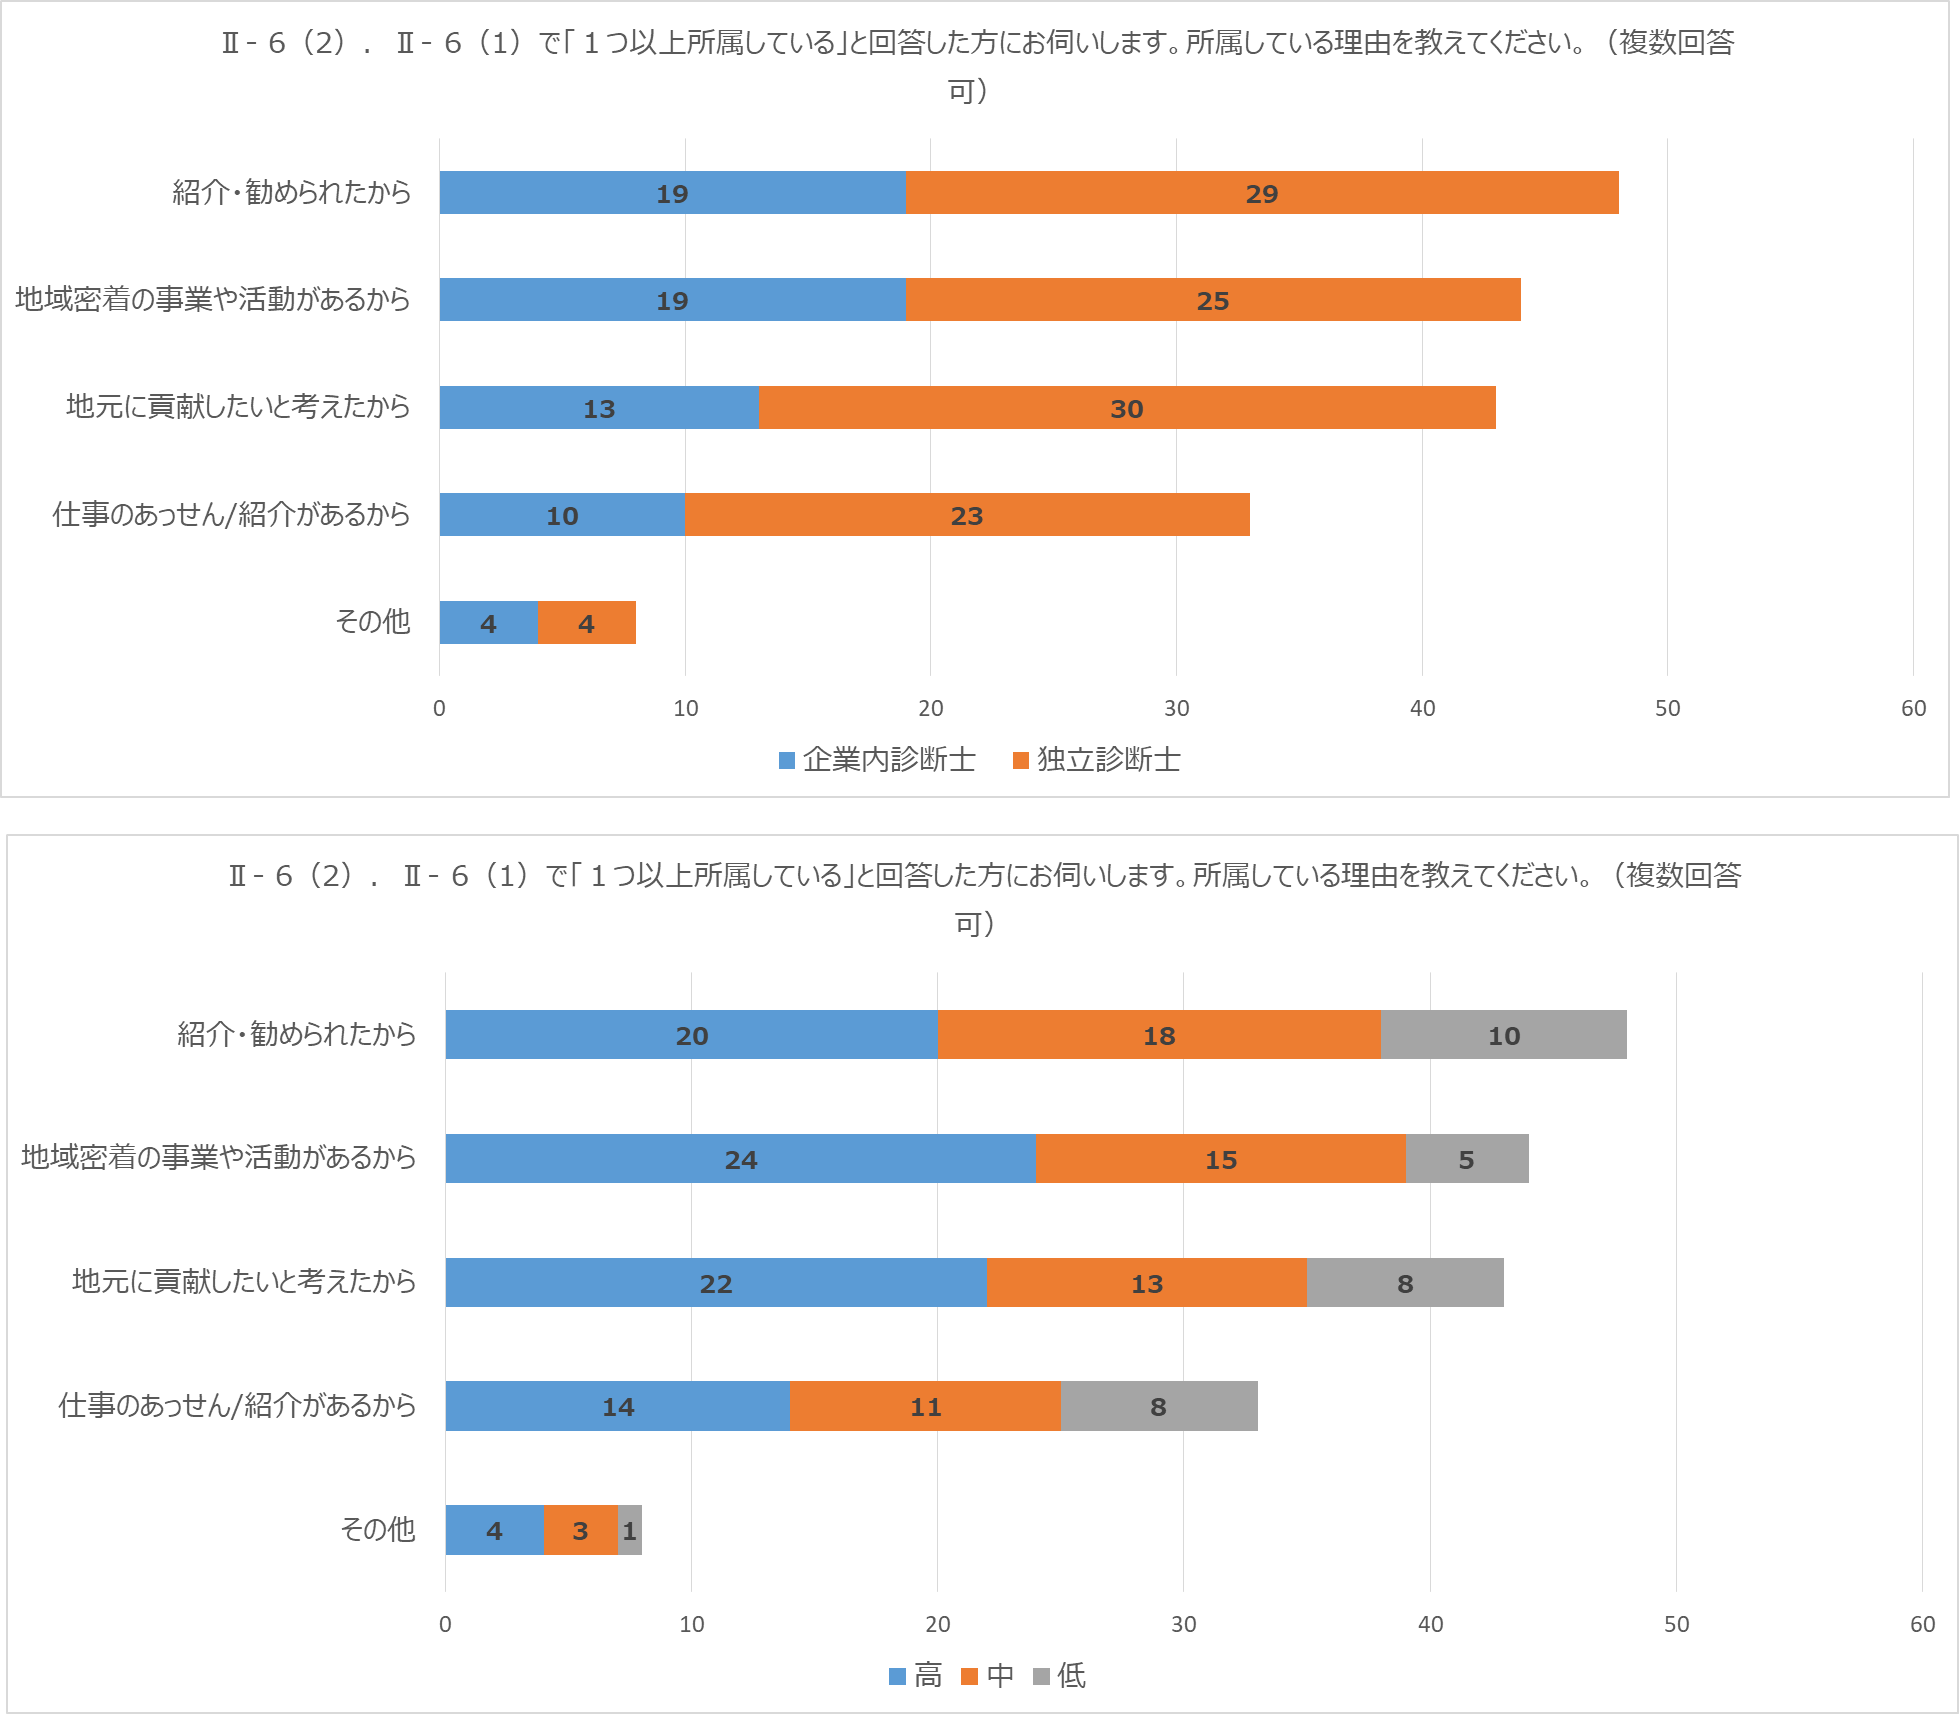 Ⅱ-６（2）． Ⅱ-６（1）で「１つ以上所属している」と回答した方にお伺いします。所属している理由を教えてください。（複数回答
可）
紹介・勧められたから
19
29
地域密着の事業や活動があるから
19
25
地元に貢献したいと考えたから
13
30
仕事のあっせん/紹介があるから
10
23
その他
4
4
0 10 20 30 40 50 60
企業内診断士 独立診断士
Ⅱ-６（2）． Ⅱ-６（1）で「１つ以上所属している」と回答した方にお伺いします。所属している理由を教えてください。（複数回答
可）
紹介・勧められたから
20
18
10
地域密着の事業や活動があるから
24
15
5
地元に貢献したいと考えたから
22
13
8
仕事のあっせん/紹介があるから
14
11
8
その他
4
3
1
0 10 20 30 40 50 60
高 中 低